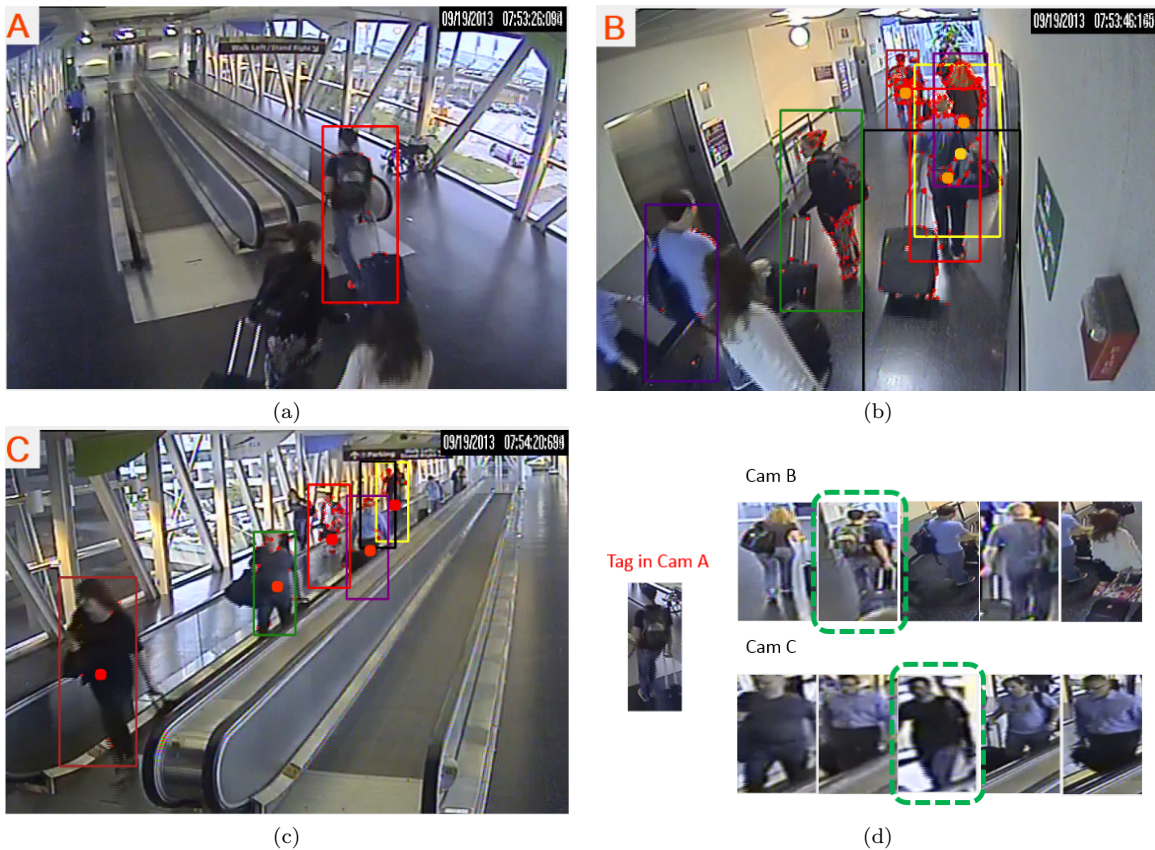 A
09/19/2013 07:53:26:090
Walk Left / Stand Right
(a)
B
09/19/2013 07:53:46:165
(b)
C
09/19/2013 07:54:20:694
Parking
(c)
Cam B
Tag in Cam A
Cam C
(d)